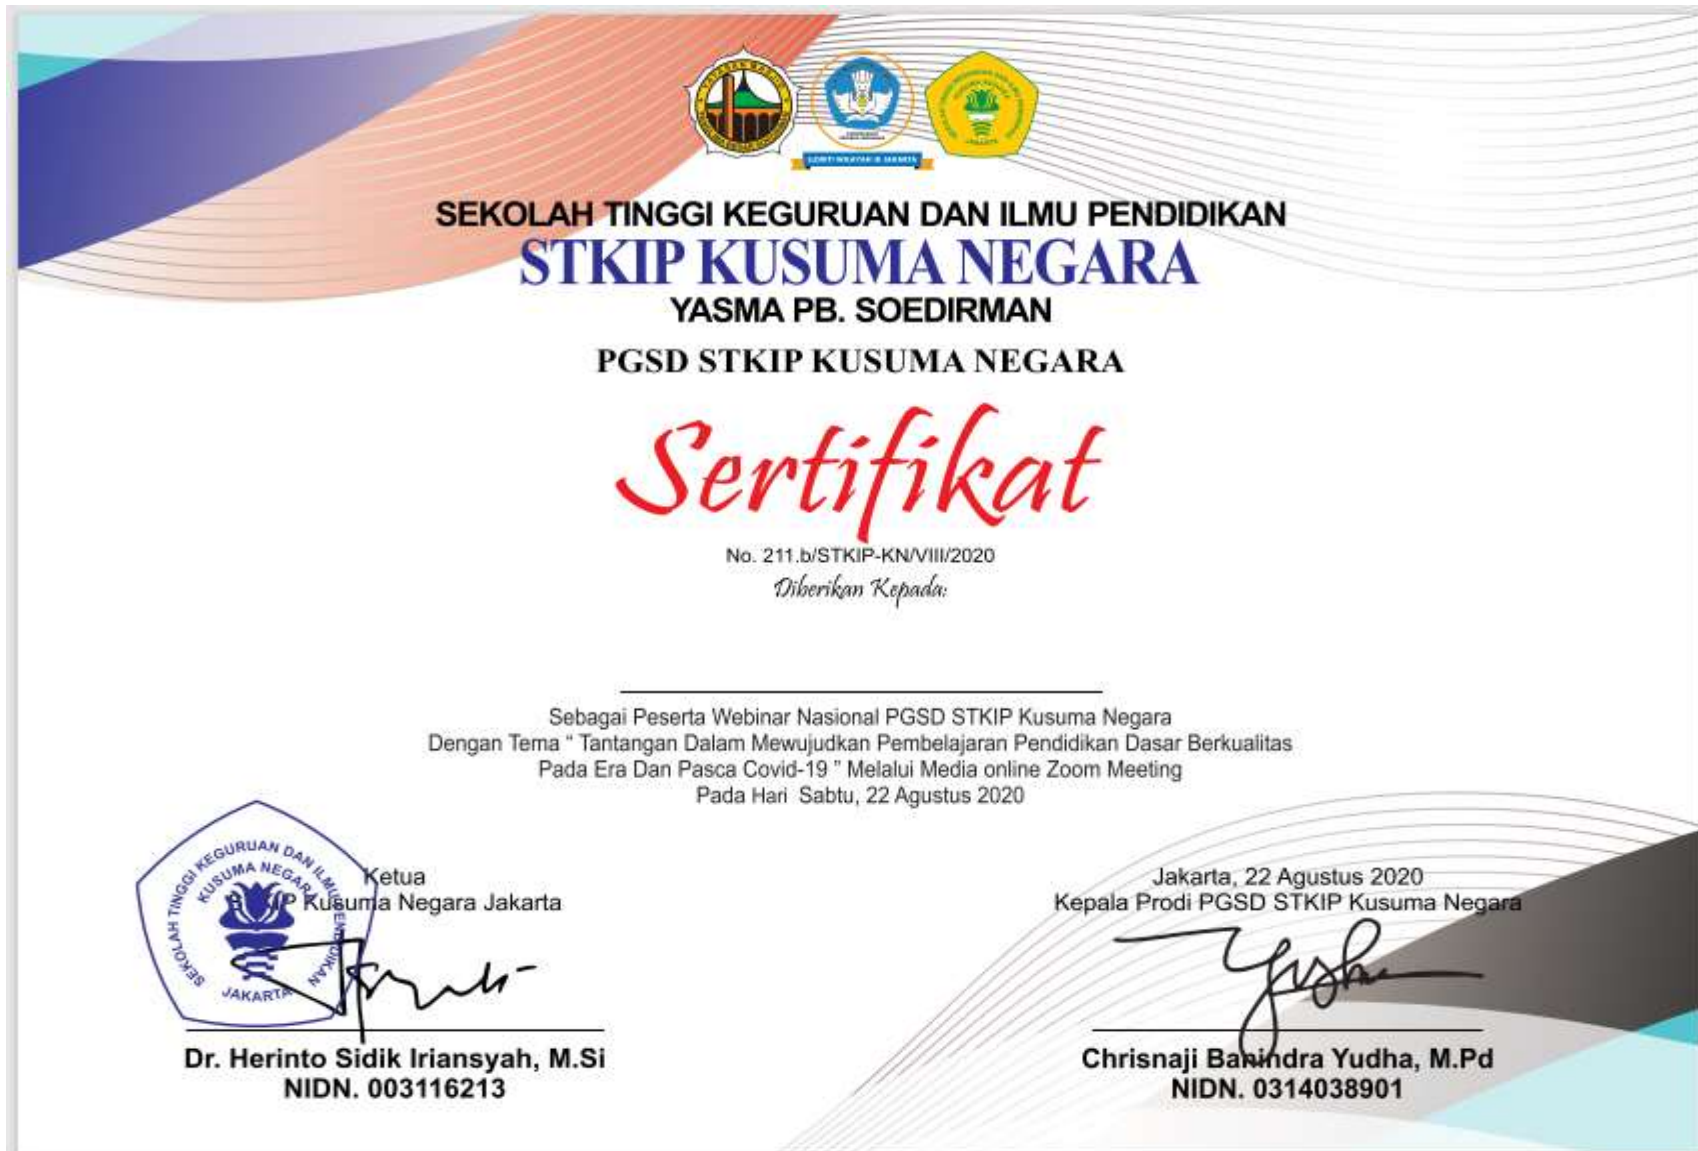 SEKOLAH TINGGI KEGURUAN DAN ILMU PENDIDIKAN
STKIP KUSUMA NEGARA
YASMA PB. SOEDIRMAN
PGSD STKIP KUSUMA NEGARA
Sertifikat
No. 211.b/STKIP-KN/VIII/2020
Diberikan Kepada:
Sebagai Peserta Webinar Nasional PGSD STKIP Kusuma Negara
Dengan Tema “ Tantangan Dalam Mewujudkan Pembelajaran Pendidikan Dasar Berkualitas
Pada Era Dan Pasca Covid-19 ” Melalui Media online Zoom Meeting
Pada Hari Sabtu, 22 Agustus 2020
Ketua
STKIP Kusuma Negara Jakarta
SEKOLAH TINGGI KEGURUAN DAN ILMU PENDIDIKAN
KUSUMA NEGARA
JAKARTA
Dr. Herinto Sidik Iriansyah, M.Si
NIDN. 003116213
Jakarta, 22 Agustus 2020
Kepala Prodi PGSD STKIP Kusuma Negara
Chrisnaji Banindra Yudha, M.Pd
NIDN. 0314038901